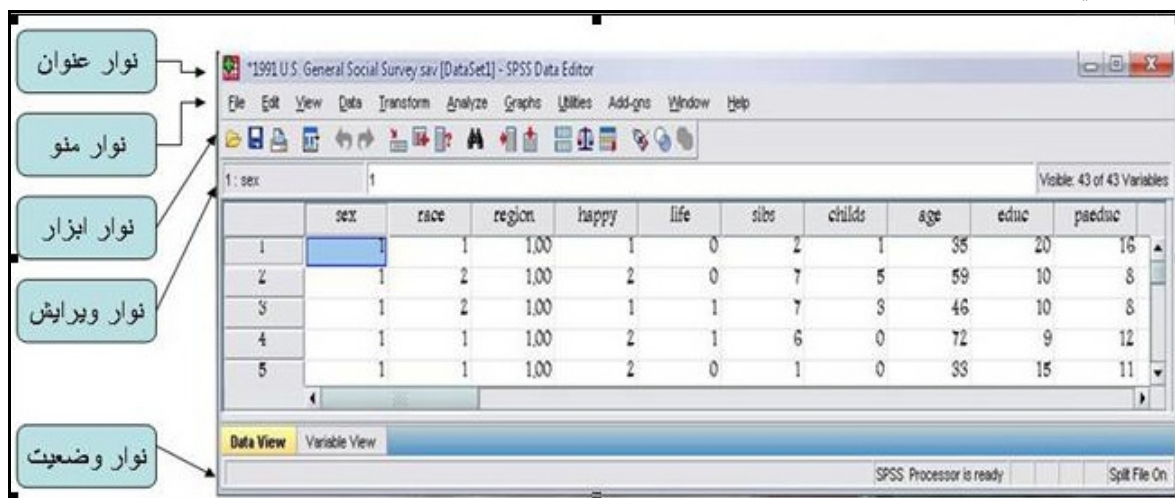 نوار عنوان
*1991 U.S. General Social Survey.sav [DataSet1] - SPSS Data Editor
نوار منو
File Edit View Data Transform Analyze Graphs Utilities Add-ons Window Help
نوار ابزار
1 : sex 1 Visible: 43 of 43 Variables
نوار ویرایش
sex race region happy life sibs childs age educ paeduc
1 1 1 1,00 1 0 2 1 35 20 16
2 1 2 1,00 2 0 7 5 59 10 8
3 1 2 1,00 1 1 7 3 46 10 8
4 1 1 1,00 2 1 6 0 72 9 12
5 1 1 1,00 2 0 1 0 33 15 11
Data View Variable View
نوار وضعیت
SPSS Processor is ready Split File On